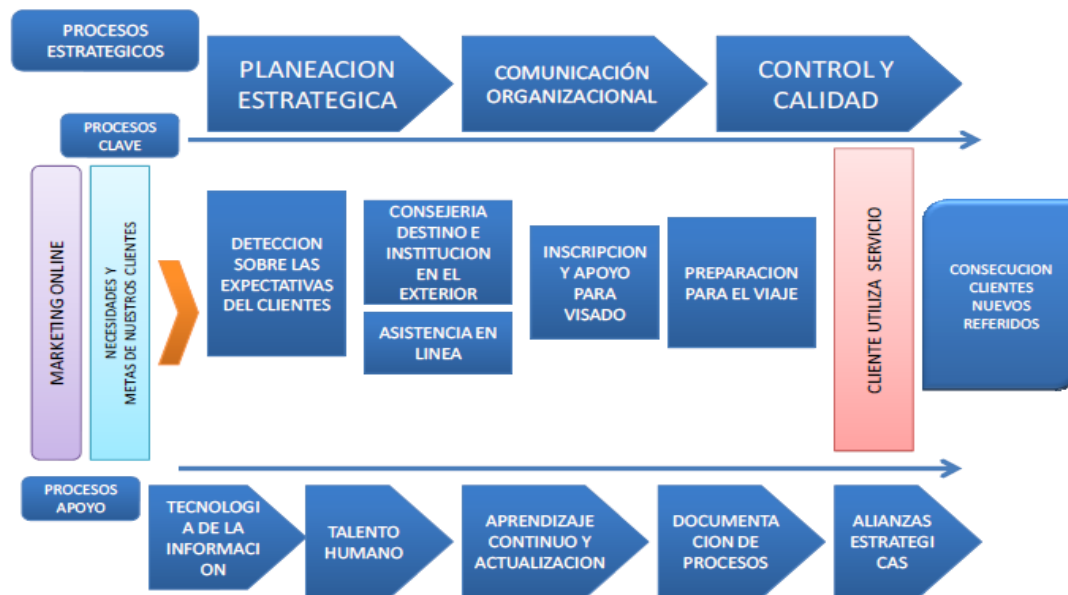 PROCESOS
ESTRATEGICOS
PLANEACION
ESTRATEGICA
COMUNICACIÓN
ORGANIZACIONAL
CONTROL Y
CALIDAD
PROCESOS
CLAVE
MARKETING ONLINE
NECESIDADES Y
METAS DE NUESTROS CLIENTES
DETECCION
SOBRE LAS
EXPECTATIVAS
DEL CLIENTES
CONSEJERIA
DESTINO E
INSTITUCION
EN EL
EXTERIOR
ASISTENCIA EN
LINEA
INSCRIPCION
Y APOYO
PARA
VISADO
PREPARACION
PARA EL VIAJE
CLIENTE UTILIZA SERVICIO
CONSECUCION
CLIENTES
NUEVOS
REFERIDOS
PROCESOS
APOYO
TECNOLOGI
A DE LA
INFORMACI
ON
TALENTO
HUMANO
APRENDIZAJE
CONTINUO Y
ACTUALIZACION
DOCUMENTA
CION DE
PROCESOS
ALIANZAS
ESTRATEGI
CAS